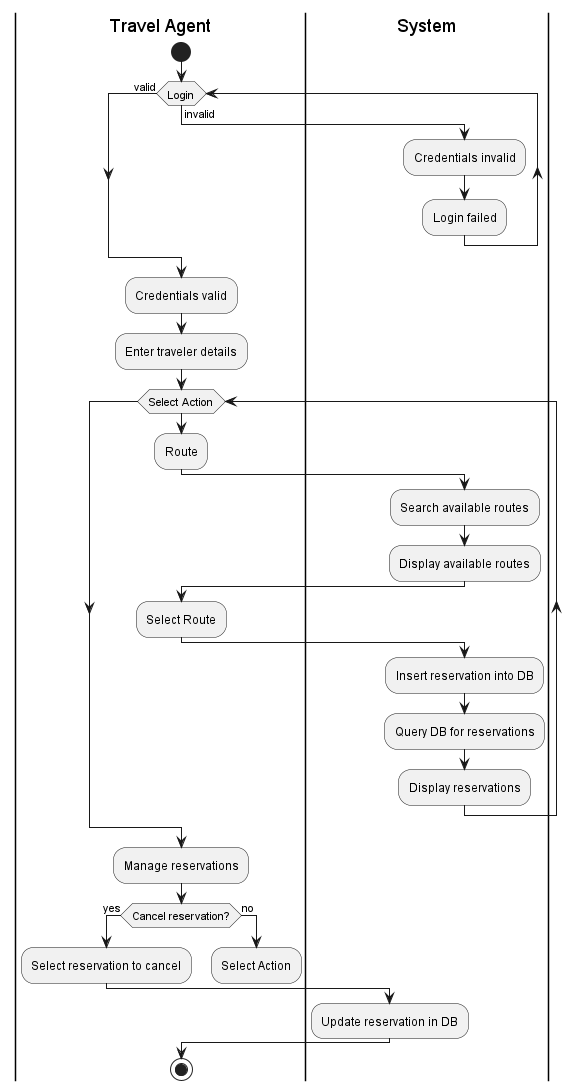 Travel Agent
System
valid
Login
invalid
Credentials invalid
Login failed
Credentials valid
Enter traveler details
Select Action
Route
Search available routes
Display available routes
Select Route
Insert reservation into DB
Query DB for reservations
Display reservations
Manage reservations
yes
Cancel reservation?
no
Select reservation to cancel
Select Action
Update reservation in DB